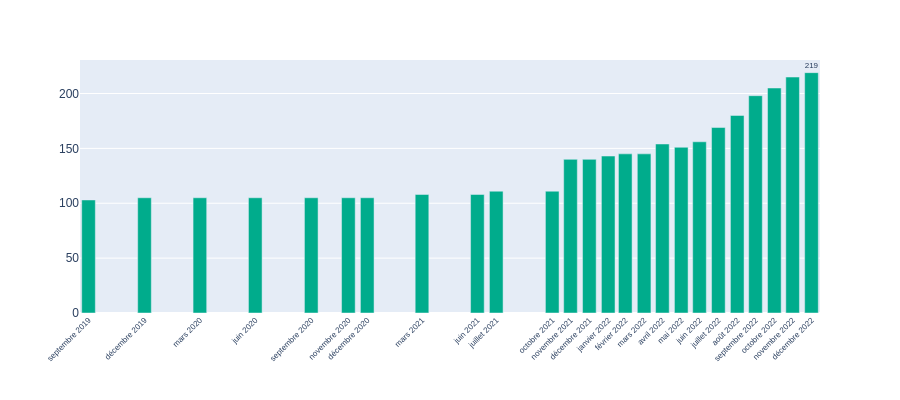 219
200
150
100
50
0
septembre 2019
décembre 2019
mars 2020
juin 2020
septembre 2020
novembre 2020
décembre 2020
mars 2021
juin 2021
juillet 2021
octobre 2021
novembre 2021
décembre 2021
janvier 2022
février 2022
mars 2022
avril 2022
mai 2022
juin 2022
juillet 2022
août 2022
septembre 2022
octobre 2022
novembre 2022
décembre 2022